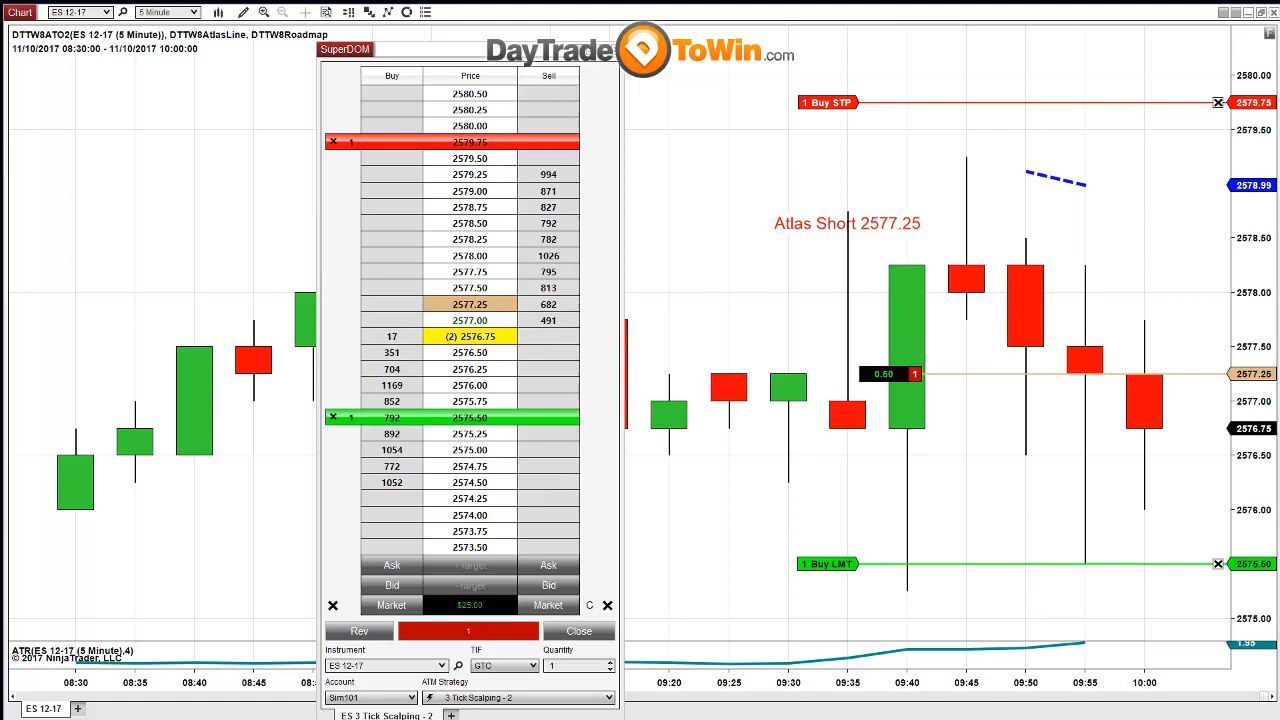 Chart
ES 12-17
5 Minute
DTTW8ATO2(ES 12-17 (5 Minute)), DTTW8AtlasLine, DTTW8Roadmap
11/10/2017 08:30:00 - 11/10/2017 10:00:00
DayTradeToWin.com
F
SuperDOM
Buy Price Sell
2580.50
2580.25
2580.00
1 2579.75
2579.50
2579.25 994
2579.00 871
2578.75 827
2578.50 792
2578.25 782
2578.00 1026
2577.75 795
2577.50 813
2577.25 682
2577.00 491
17 (2) 2576.75
351 2576.50
704 2576.25
1169 2576.00
852 2575.75
1 792 2575.50
892 2575.25
1054 2575.00
772 2574.75
1052 2574.50
2574.25
2574.00
2573.75
2573.50
Ask - Target Ask
Bid - Target Bid
Market $25.00 Market C
Rev 1 Close
Instrument TIF Quantity
ES 12-17 GTC 1
Account ATM Strategy
Sim101 3 Tick Scalping - 2
ES 3 Tick Scalping - 2 +
1 Buy STP
Atlas Short 2577.25
0.50 1
1 Buy LMT
2580.00
2579.75
2579.50
2578.99
2578.50
2578.00
2577.50
2577.25
2577.00
2576.75
2576.50
2576.00
2575.50
2575.00
1.95
ATR(ES 12-17 (5 Minute),4)
© 2017 NinjaTrader, LLC
08:30 08:35 08:40 08:45 09:20 09:25 09:30 09:35 09:40 09:45 09:50 09:55 10:00
ES 12-17 +